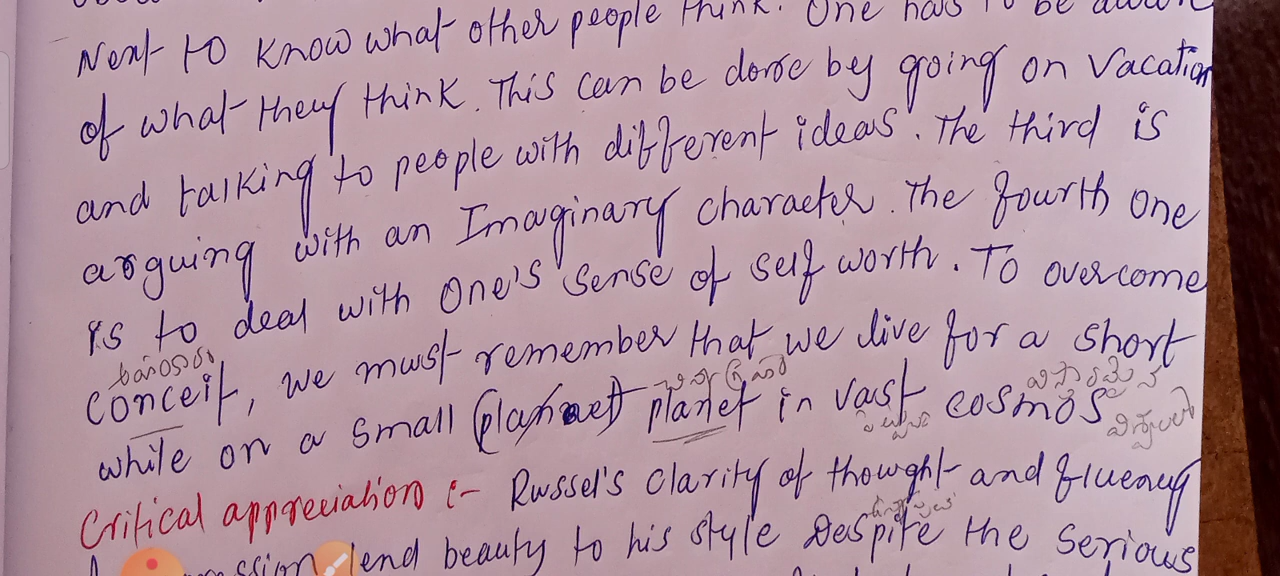 Next to know what other people think. One has to be aware
of what they think. This can be done by going on vacation
and talking to people with different ideas. The third is
arguing with an Imaginary character. The fourth one
is to deal with one's sense of self worth. To overcome
conceit, we must remember that we live for a short
while on a small planet in vast cosmos
Critical appreciation :- Russel's clarity of thought and fluency
lend beauty to his style Despite the serious